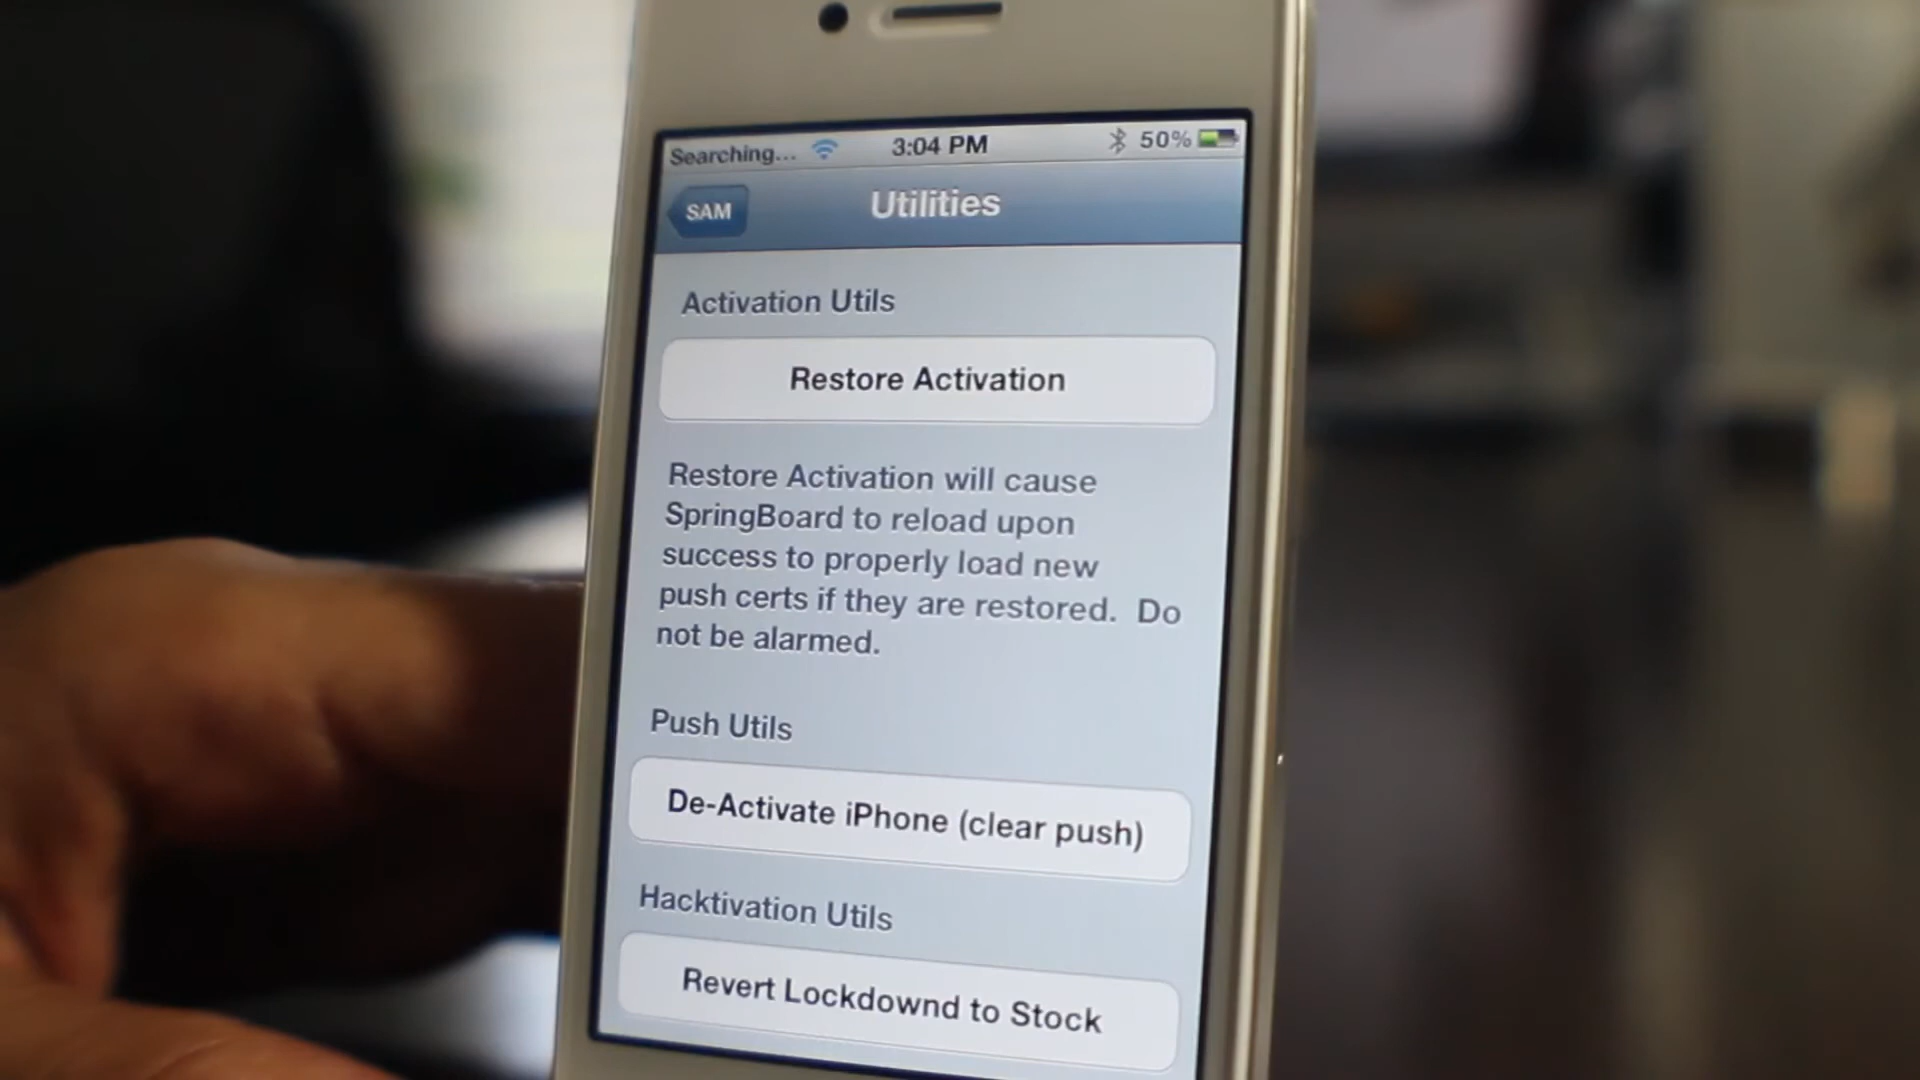 Searching... 3:04 PM 50%
SAM Utilities
Activation Utils
Restore Activation
Restore Activation will cause
SpringBoard to reload upon
success to properly load new
push certs if they are restored. Do
not be alarmed.
Push Utils
De-Activate iPhone (clear push)
Hacktivation Utils
Revert Lockdownd to Stock